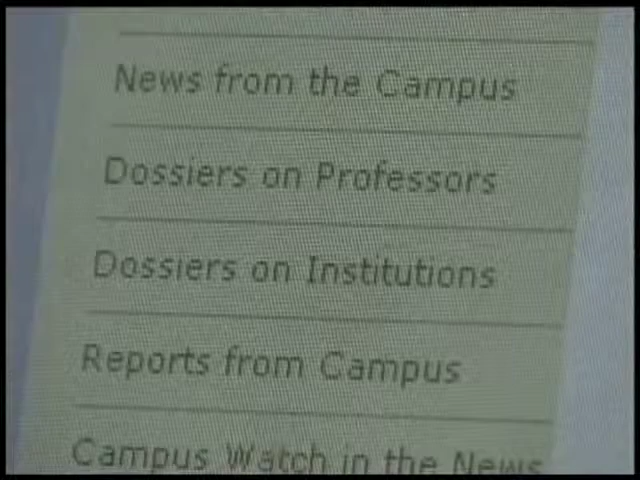 News from the Campus
Dossiers on Professors
Dossiers on Institutions
Reports from Campus
Campus Watch in the News